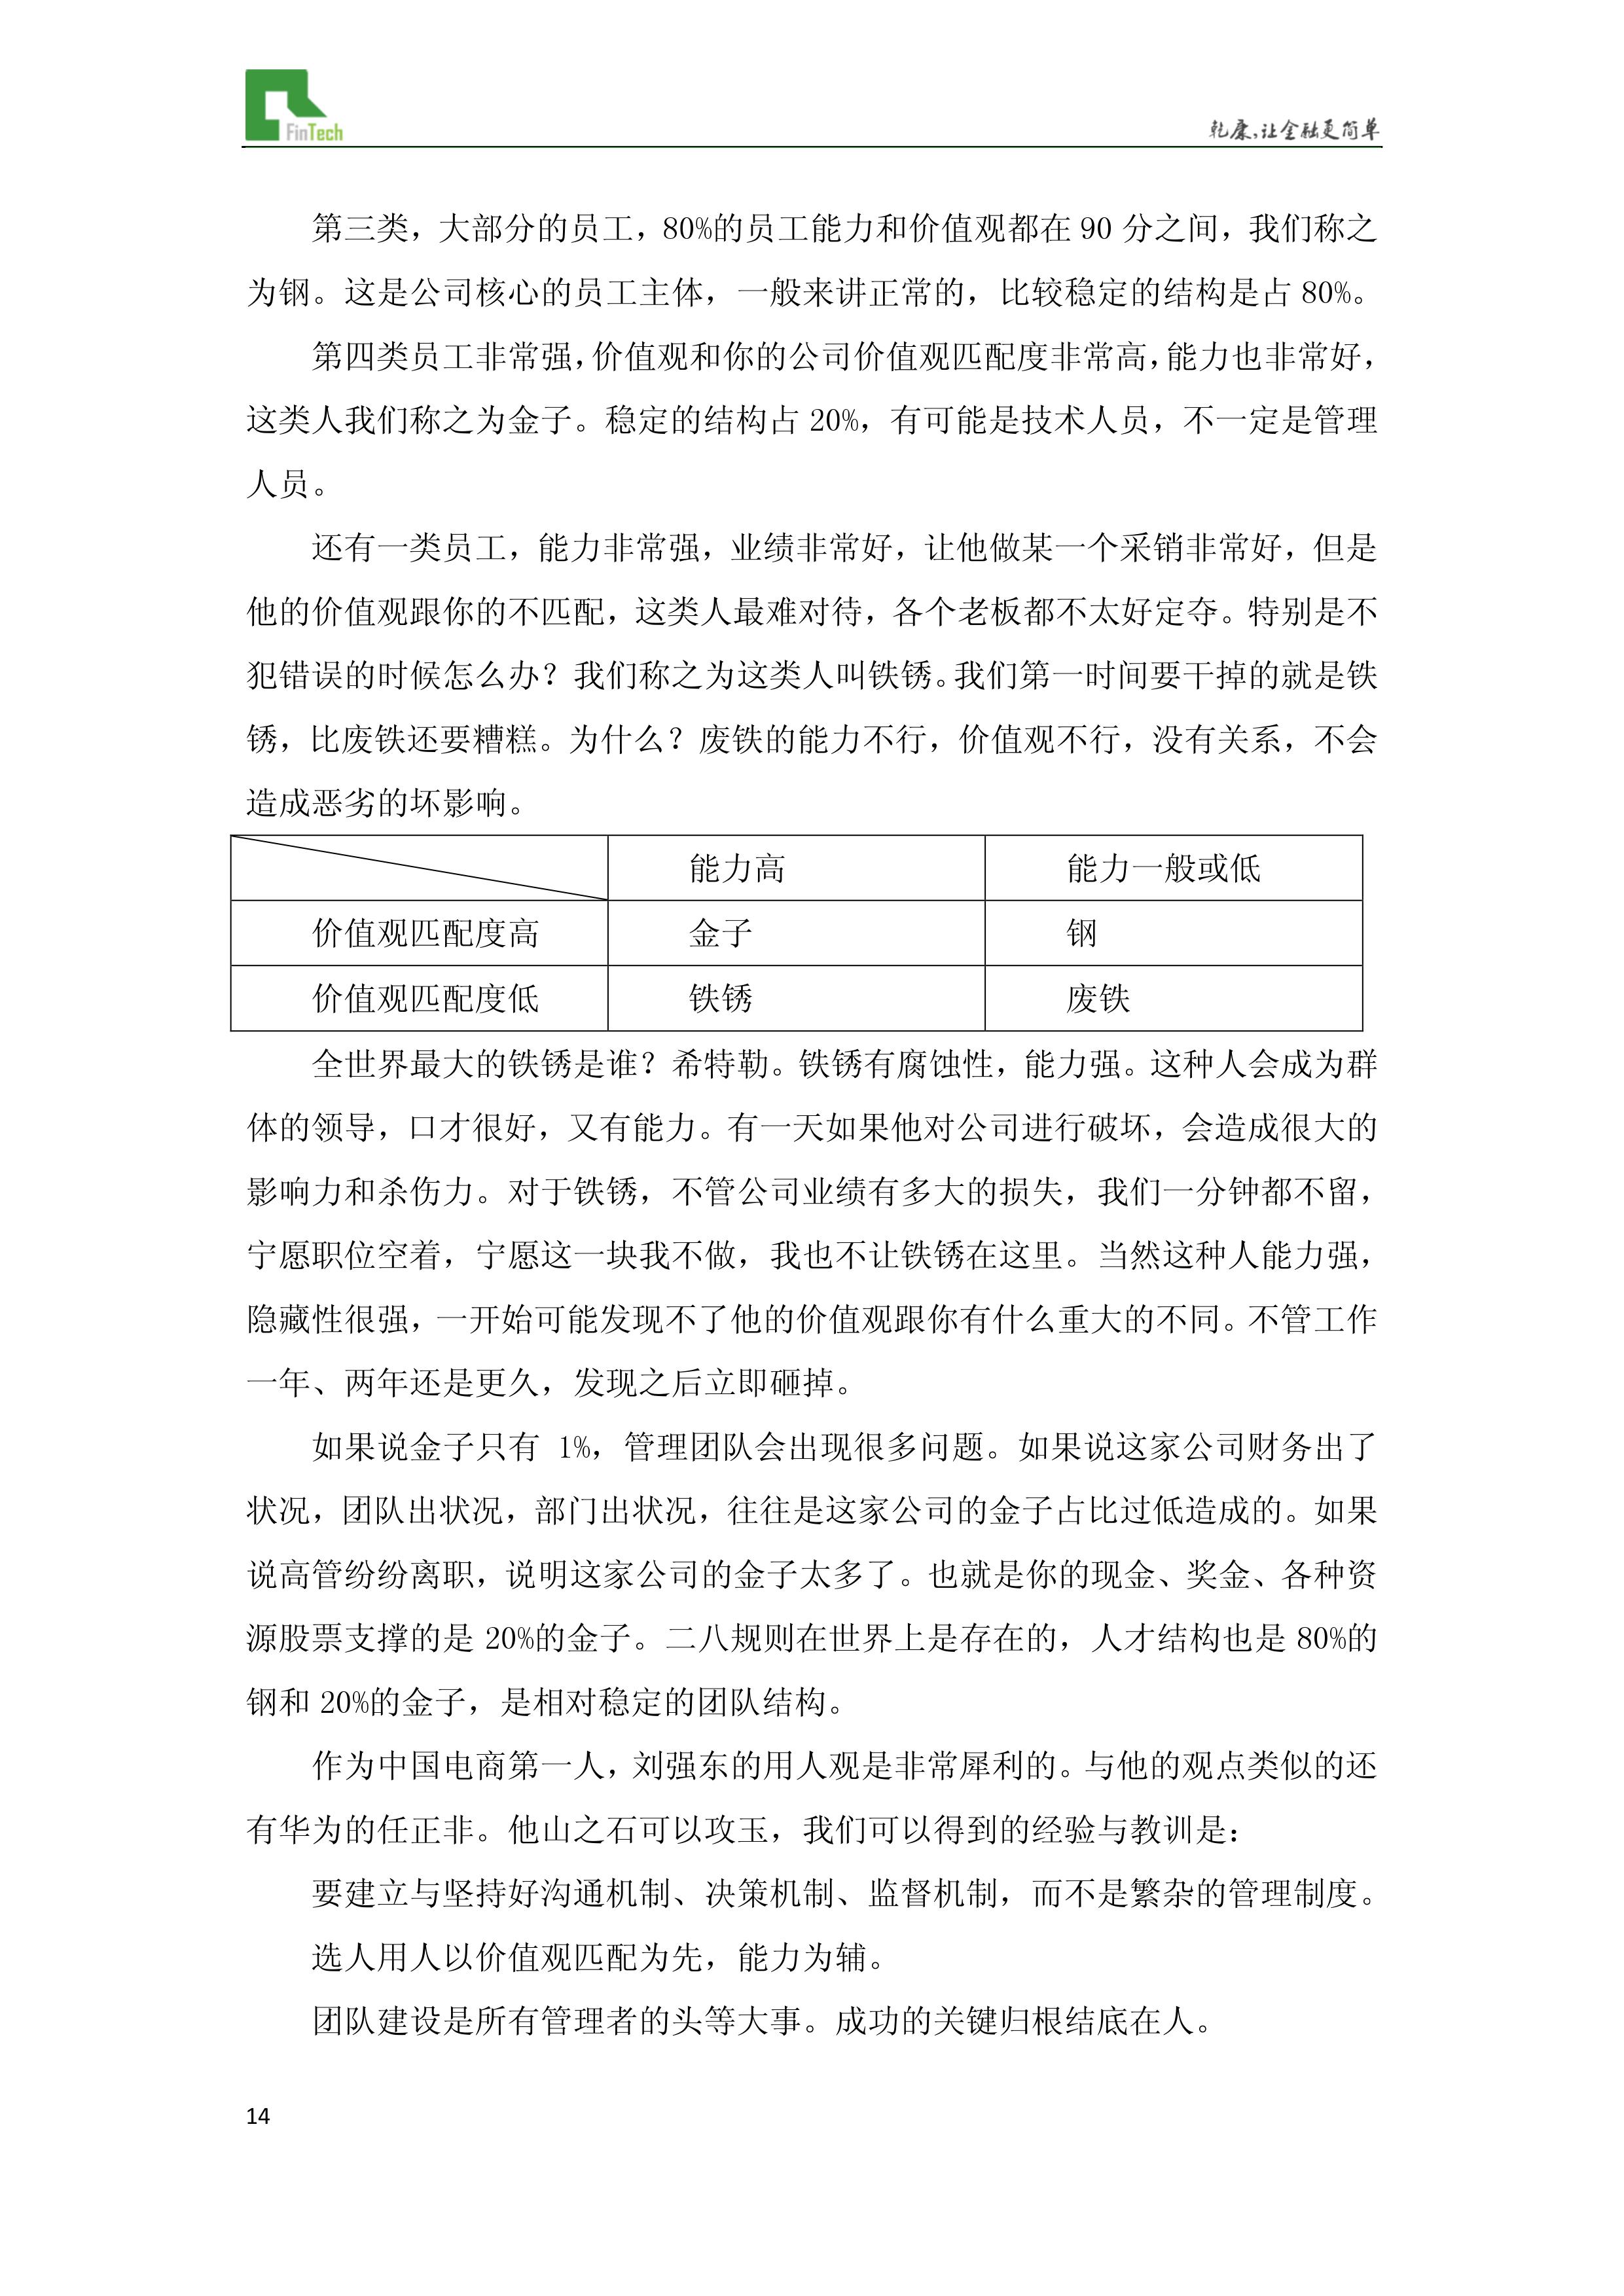 FinTech
乾康,让金融更简单
第三类，大部分的员工，80%的员工能力和价值观都在 90 分之间，我们称之
为钢。这是公司核心的员工主体，一般来讲正常的，比较稳定的结构是占 80%。
第四类员工非常强，价值观和你的公司价值观匹配度非常高，能力也非常好，
这类人我们称之为金子。稳定的结构占 20%，有可能是技术人员，不一定是管理
人员。
还有一类员工，能力非常强，业绩非常好，让他做某一个采销非常好，但是
他的价值观跟你的不匹配，这类人最难对待，各个老板都不太好定夺。特别是不
犯错误的时候怎么办？我们称之为这类人叫铁锈。我们第一时间要干掉的就是铁
锈，比废铁还要糟糕。为什么？废铁的能力不行，价值观不行，没有关系，不会
造成恶劣的坏影响。
能力高 能力一般或低
价值观匹配度高 金子 钢
价值观匹配度低 铁锈 废铁
全世界最大的铁锈是谁？希特勒。铁锈有腐蚀性，能力强。这种人会成为群
体的领导，口才很好，又有能力。有一天如果他对公司进行破坏，会造成很大的
影响力和杀伤力。对于铁锈，不管公司业绩有多大的损失，我们一分钟都不留，
宁愿职位空着，宁愿这一块我不做，我也不让铁锈在这里。当然这种人能力强，
隐藏性很强，一开始可能发现不了他的价值观跟你有什么重大的不同。不管工作
一年、两年还是更久，发现之后立即砸掉。
如果说金子只有 1%，管理团队会出现很多问题。如果说这家公司财务出了
状况，团队出状况，部门出状况，往往是这家公司的金子占比过低造成的。如果
说高管纷纷离职，说明这家公司的金子太多了。也就是你的现金、奖金、各种资
源股票支撑的是 20%的金子。二八规则在世界上是存在的，人才结构也是 80%的
钢和 20%的金子，是相对稳定的团队结构。
作为中国电商第一人，刘强东的用人观是非常犀利的。与他的观点类似的还
有华为的任正非。他山之石可以攻玉，我们可以得到的经验与教训是：
要建立与坚持好沟通机制、决策机制、监督机制，而不是繁杂的管理制度。
选人用人以价值观匹配为先，能力为辅。
团队建设是所有管理者的头等大事。成功的关键归根结底在人。
14